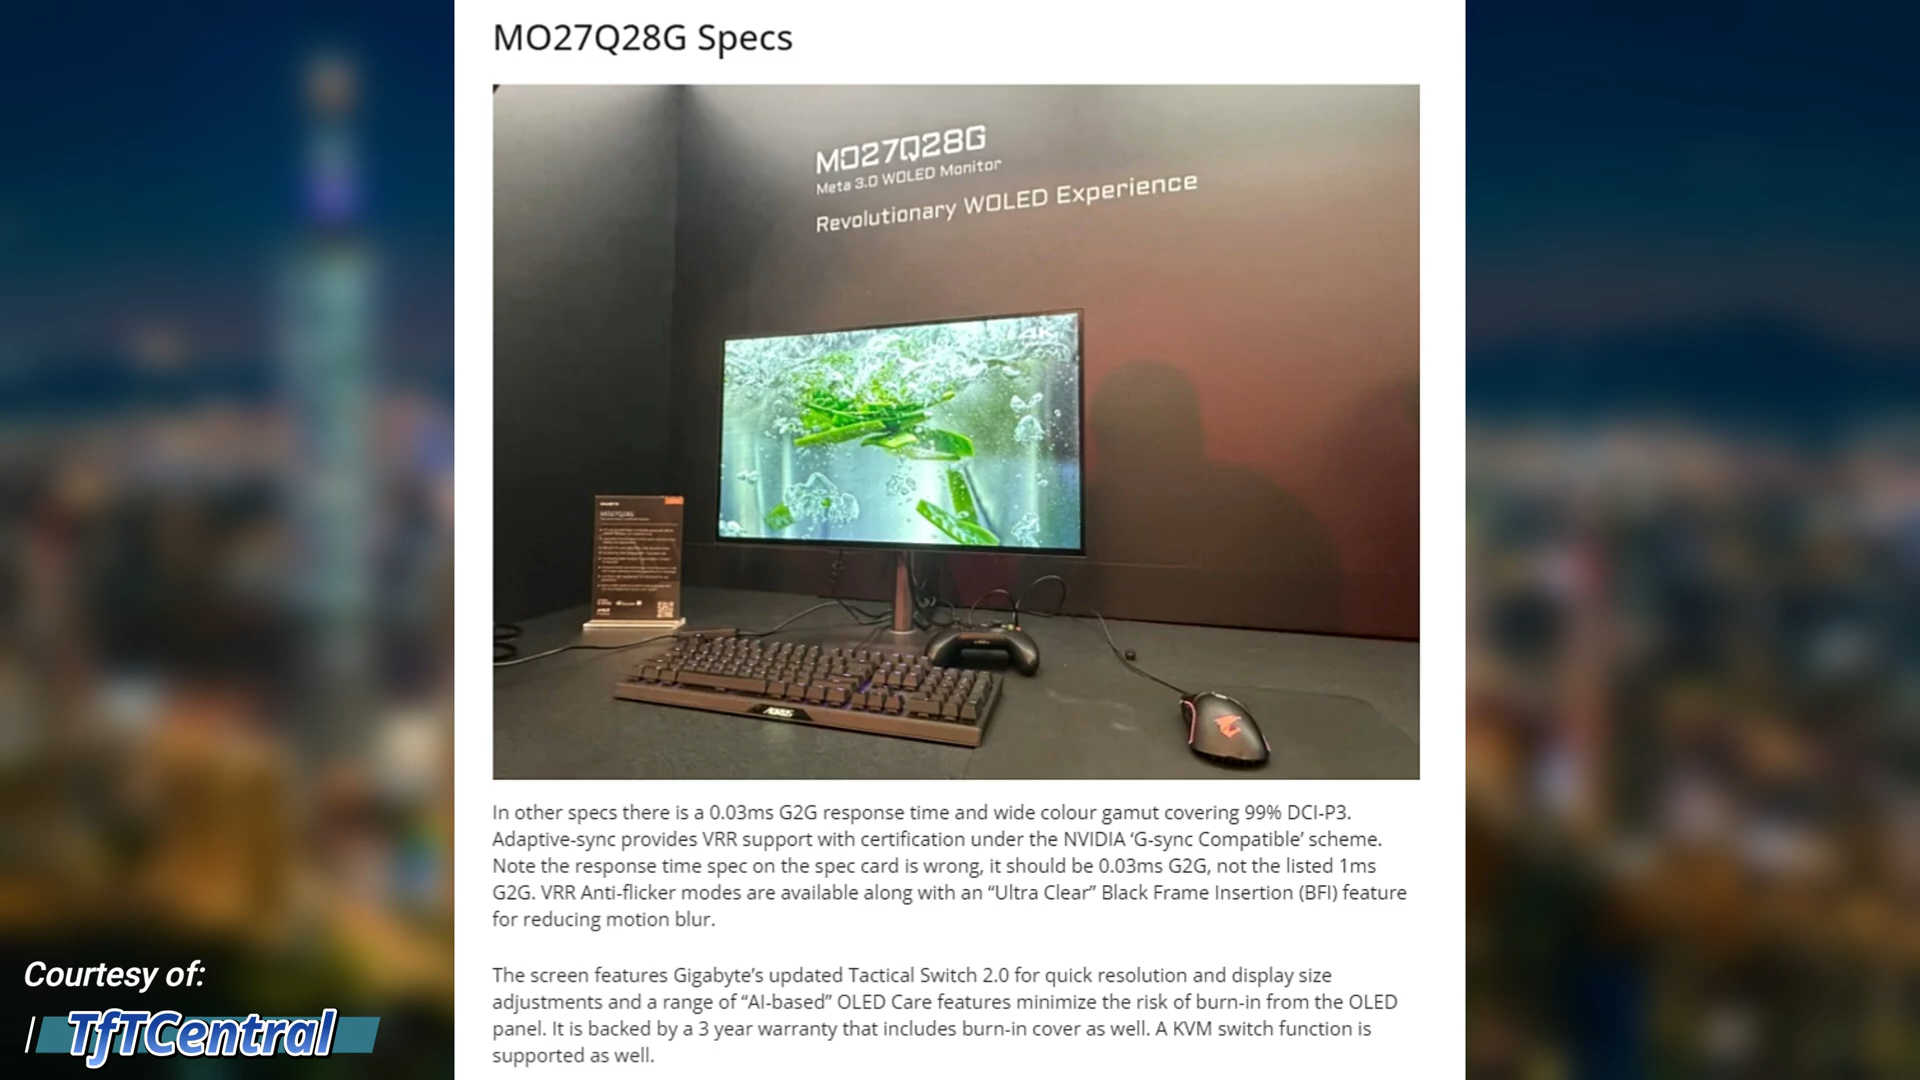 MO27Q28G Specs
MO27Q28G
Meta 3.0 WOLED Monitor
Revolutionary WOLED Experience
4K
AORUS
In other specs there is a 0.03ms G2G response time and wide colour gamut covering 99% DCI-P3.
Adaptive-sync provides VRR support with certification under the NVIDIA ‘G-sync Compatible’ scheme.
Note the response time spec on the spec card is wrong, it should be 0.03ms G2G, not the listed 1ms
G2G. VRR Anti-flicker modes are available along with an “Ultra Clear” Black Frame Insertion (BFI) feature
for reducing motion blur.
The screen features Gigabyte’s updated Tactical Switch 2.0 for quick resolution and display size
adjustments and a range of “AI-based” OLED Care features minimize the risk of burn-in from the OLED
panel. It is backed by a 3 year warranty that includes burn-in cover as well. A KVM switch function is
supported as well.
Courtesy of:
TfTCentral